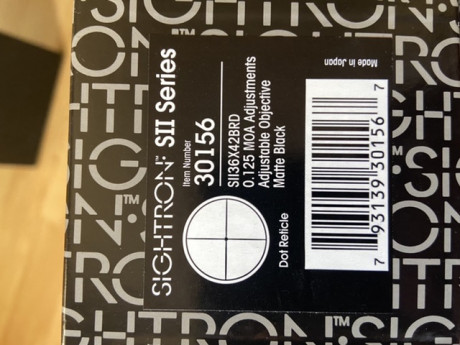 SIGHTRON™ SII Series
Item Number
30156
SII36X42BRD
0.125 MOA Adjustments
Adjustable Objective
Matte Black
Dot Reticle
Made in Japan
7 93139 30156 7